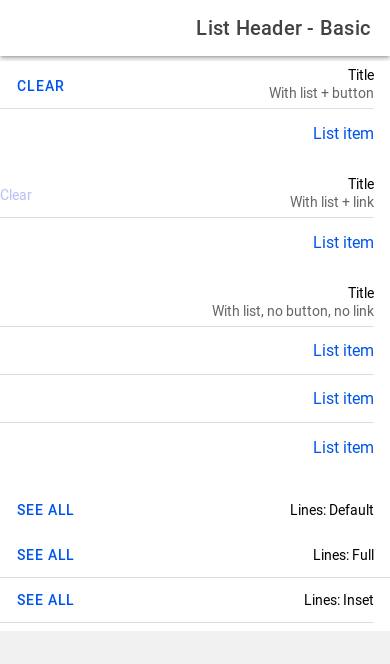 List Header - Basic
Title
With list + button
CLEAR
List item
Title
With list + link
Clear
List item
Title
With list, no button, no link
List item
List item
List item
Lines: Default
SEE ALL
Lines: Full
SEE ALL
Lines: Inset
SEE ALL